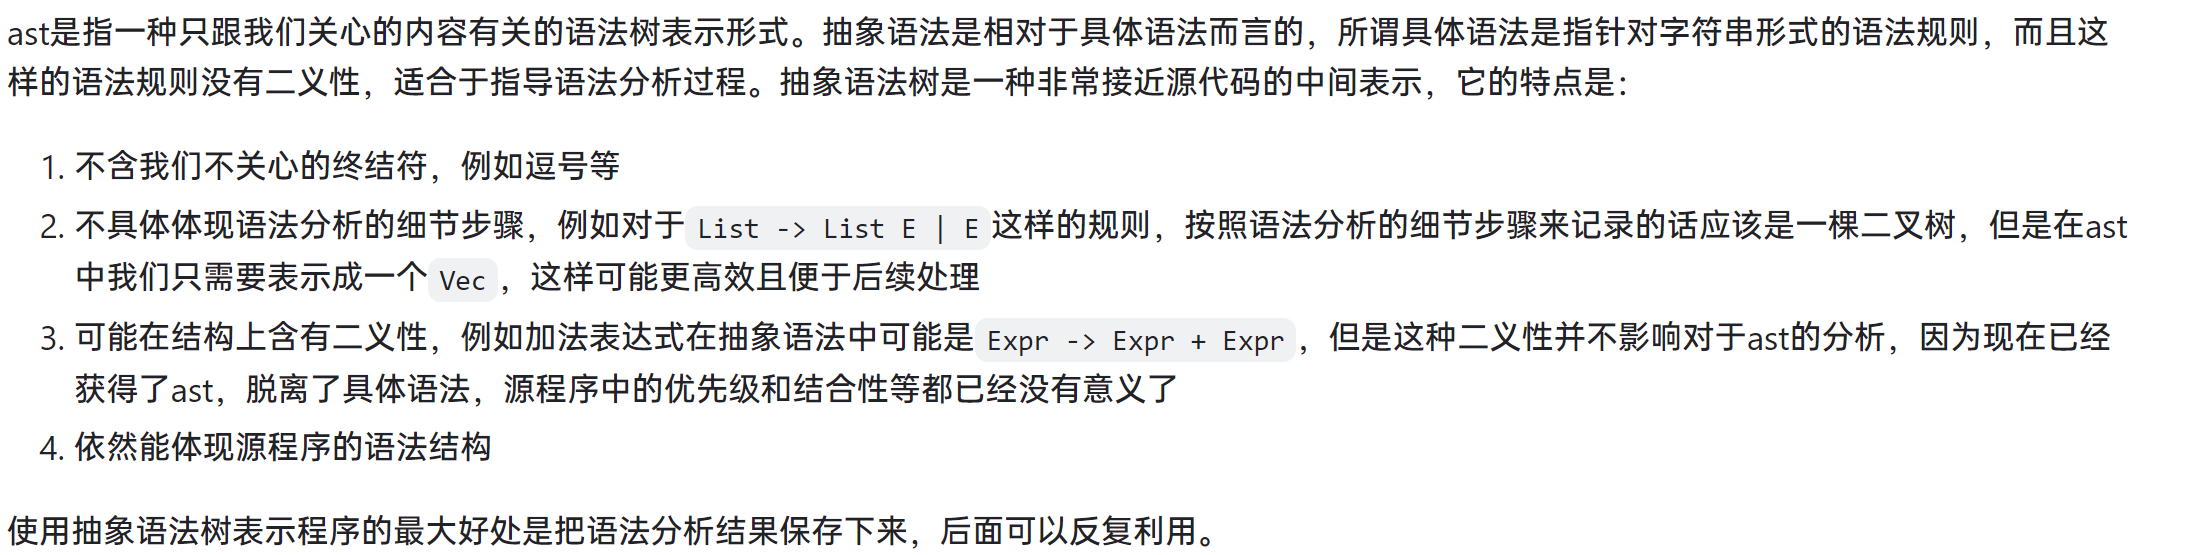 ast是指一种只跟我们关心的内容有关的语法树表示形式。抽象语法是相对于具体语法而言的，所谓具体语法是指针对字符串形式的语法规则，而且这
样的语法规则没有二义性，适合于指导语法分析过程。抽象语法树是一种非常接近源代码的中间表示，它的特点是：
1. 不含我们不关心的终结符，例如逗号等
2. 不具体体现语法分析的细节步骤，例如对于 List -> List E | E 这样的规则，按照语法分析的细节步骤来记录的话应该是一棵二叉树，但是在ast
中我们只需要表示成一个 Vec ，这样可能更高效且便于后续处理
3. 可能在结构上含有二义性，例如加法表达式在抽象语法中可能是 Expr -> Expr + Expr ，但是这种二义性并不影响对于ast的分析，因为现在已经
获得了ast，脱离了具体语法，源程序中的优先级和结合性等都已经没有意义了
4. 依然能体现源程序的语法结构
使用抽象语法树表示程序的最大好处是把语法分析结果保存下来，后面可以反复利用。